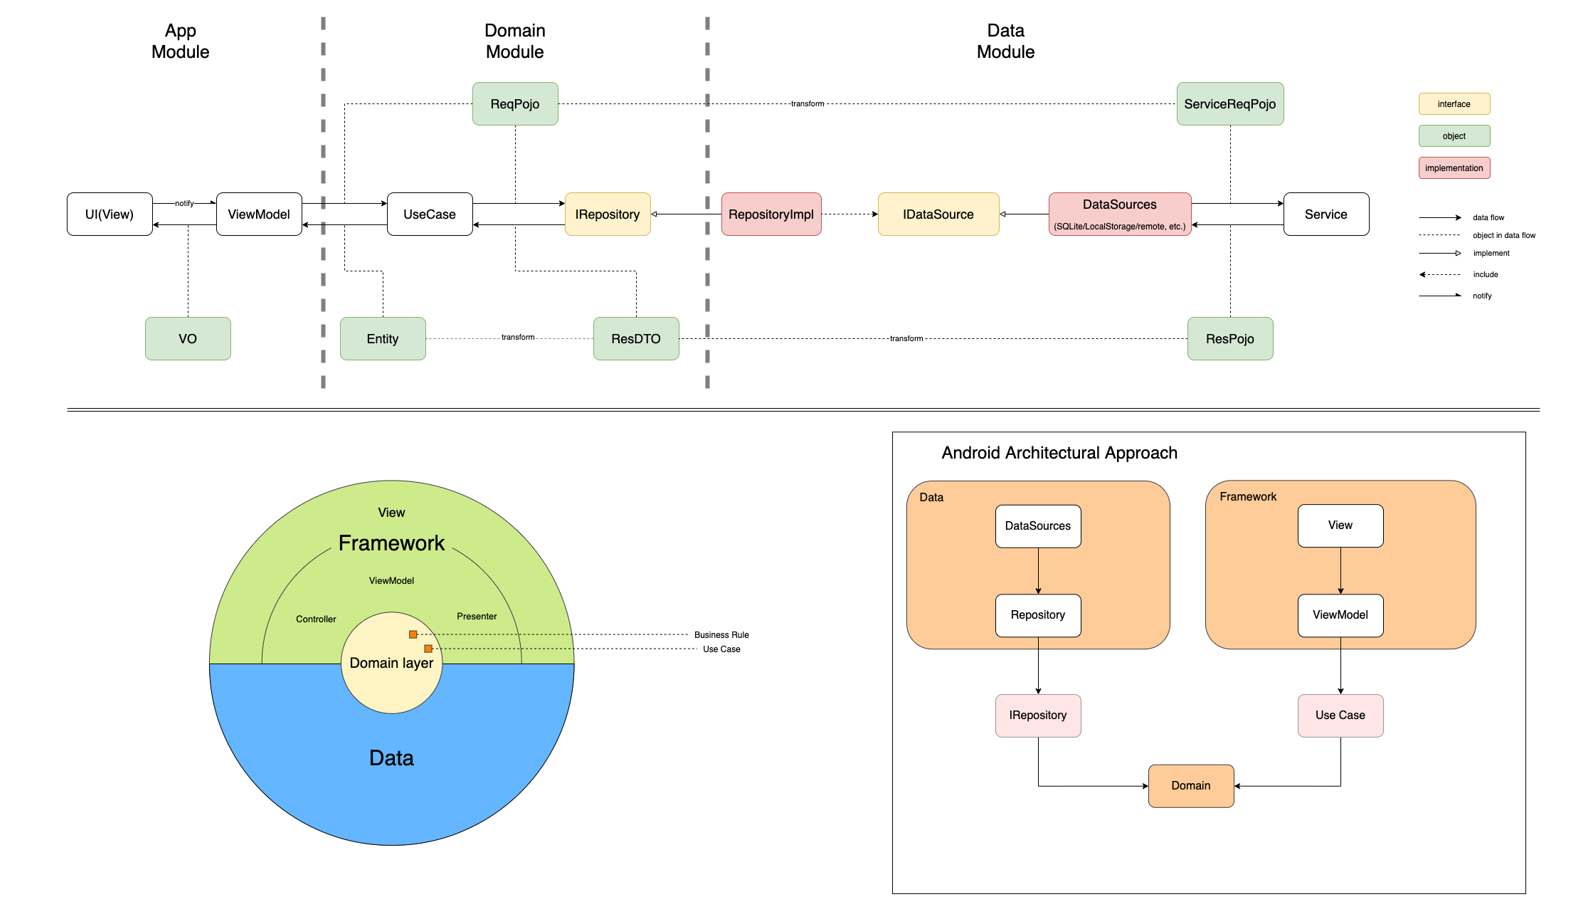 App
Module
Domain
Module
Data
Module
ReqPojo
transform
ServiceReqPojo
interface
object
implementation
UI(View)
notify
ViewModel
UseCase
IRepository
RepositoryImpl
IDataSource
DataSources
(SQLite/LocalStorage/remote, etc.)
Service
data flow
object in data flow
implement
include
notify
VO
Entity
transform
ResDTO
transform
ResPojo
View
Framework
ViewModel
Controller
Presenter
Domain layer
Business Rule
Use Case
Data
Android Architectural Approach
Data
DataSources
Repository
IRepository
Framework
View
ViewModel
Use Case
Domain